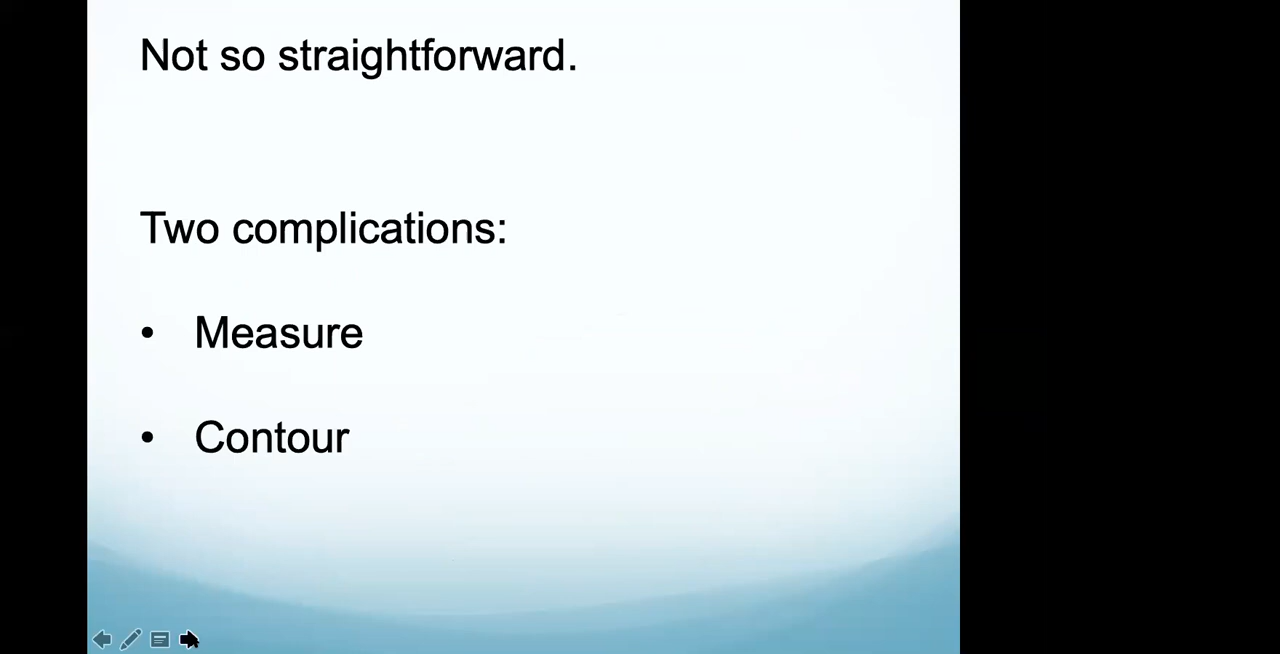 Not so straightforward.
Two complications:
• Measure
• Contour